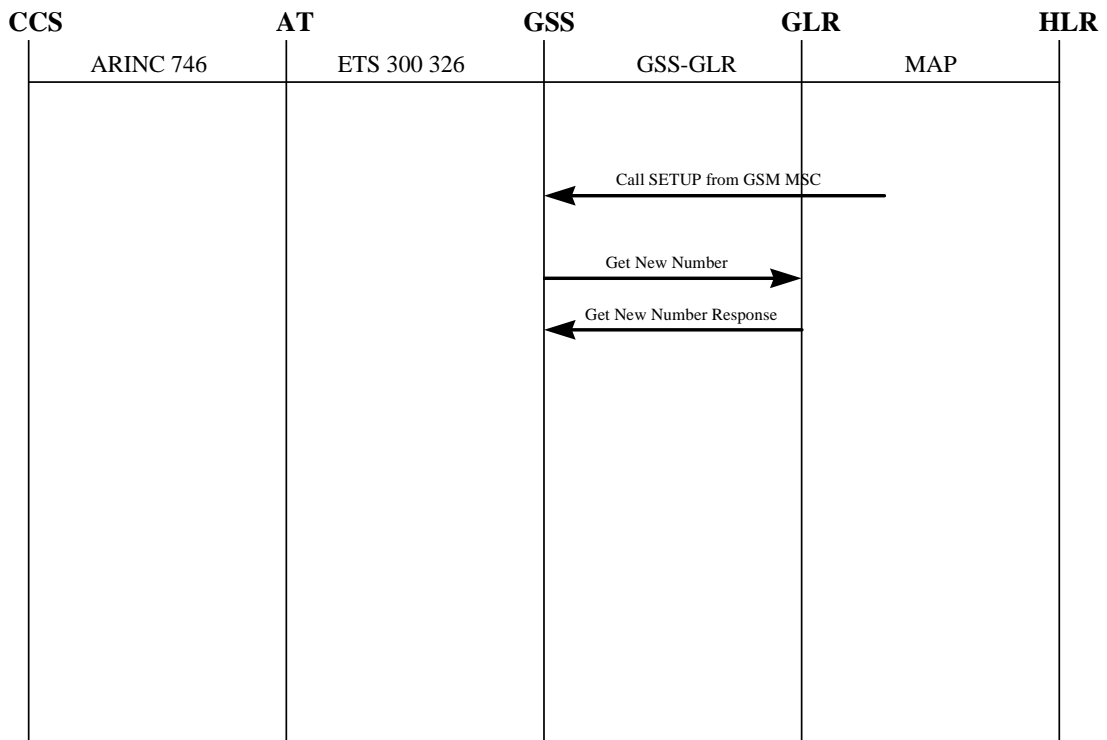 CCS AT GSS GLR HLR
ARINC 746 ETS 300 326 GSS-GLR MAP
Call SETUP from GSM MSC
Get New Number
Get New Number Response